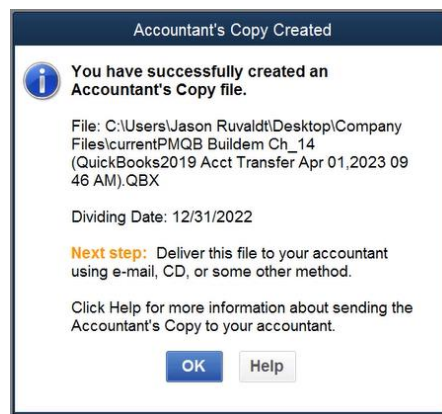 Accountant's Copy Created
You have successfully created an
Accountant's Copy file.
File: C:\Users\Jason Ruvaldt\Desktop\Company
Files\currentPMQB Buildem Ch_14
(QuickBooks2019 Acct Transfer Apr 01,2023 09
46 AM).QBX
Dividing Date: 12/31/2022
Next step: Deliver this file to your accountant
using e-mail, CD, or some other method.
Click Help for more information about sending the
Accountant's Copy to your accountant.
OK Help